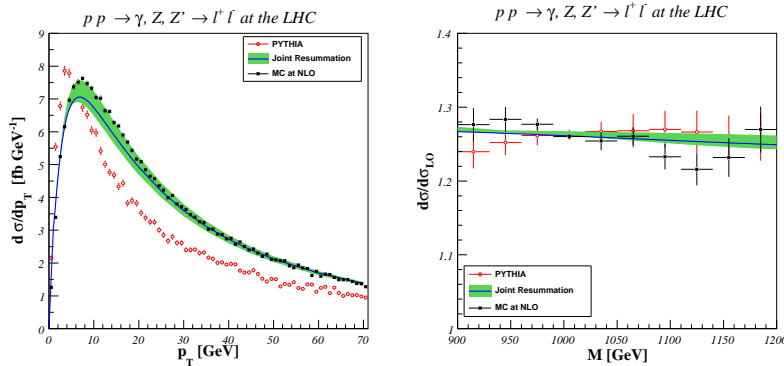 p p → γ, Z, Z' → l⁺ l⁻ at the LHC
d σ/dp_T [fb GeV⁻¹]
9
8
7
6
5
4
3
2
1
0
PYTHIA
Joint Resummation
MC at NLO
0 10 20 30 40 50 60 70
p_T [GeV]
p p → γ, Z, Z' → l⁺ l⁻ at the LHC
dσ/dσ_LO
1.4
1.3
1.2
1.1
1
PYTHIA
Joint Resummation
MC at NLO
900 950 1000 1050 1100 1150 1200
M [GeV]